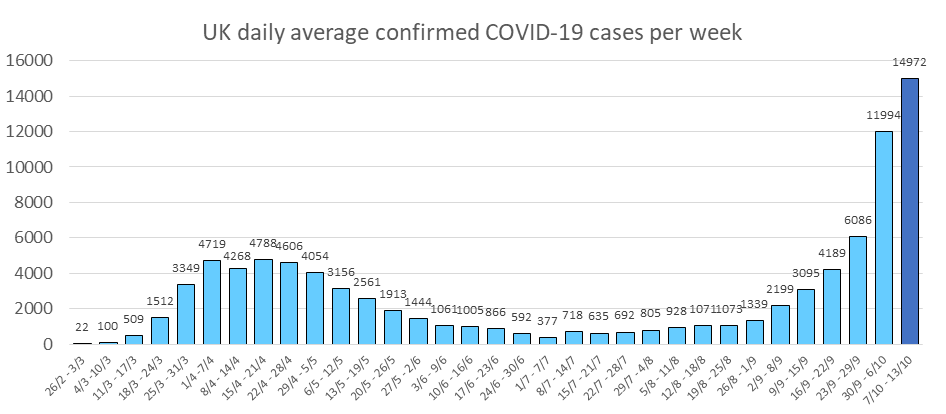 UK daily average confirmed COVID-19 cases per week
16000
14000
12000
10000
8000
6000
4000
2000
0
22
100
509
1512
3349
4719
4268
4788
4606
4054
3156
2561
1913
1444
1061
1005
866
592
377
718
635
692
805
928
1071
1073
1339
2199
3095
4189
6086
11994
14972
26/2 - 3/3
4/3 -10/3
11/3 - 17/3
18/3 - 24/3
25/3 - 31/3
1/4 - 7/4
8/4 - 14/4
15/4 - 21/4
22/4 - 28/4
29/4 - 5/5
6/5 - 12/5
13/5 - 19/5
20/5 - 26/5
27/5 - 2/6
3/6 - 9/6
10/6 - 16/6
17/6 - 23/6
24/6 - 30/6
1/7 - 7/7
8/7 - 14/7
15/7 - 21/7
22/7 - 28/7
29/7 - 4/8
5/8 - 11/8
12/8 - 18/8
19/8 - 25/8
26/8 - 1/9
2/9 - 8/9
9/9 - 15/9
16/9 - 22/9
23/9 - 29/9
30/9 - 6/10
7/10 - 13/10